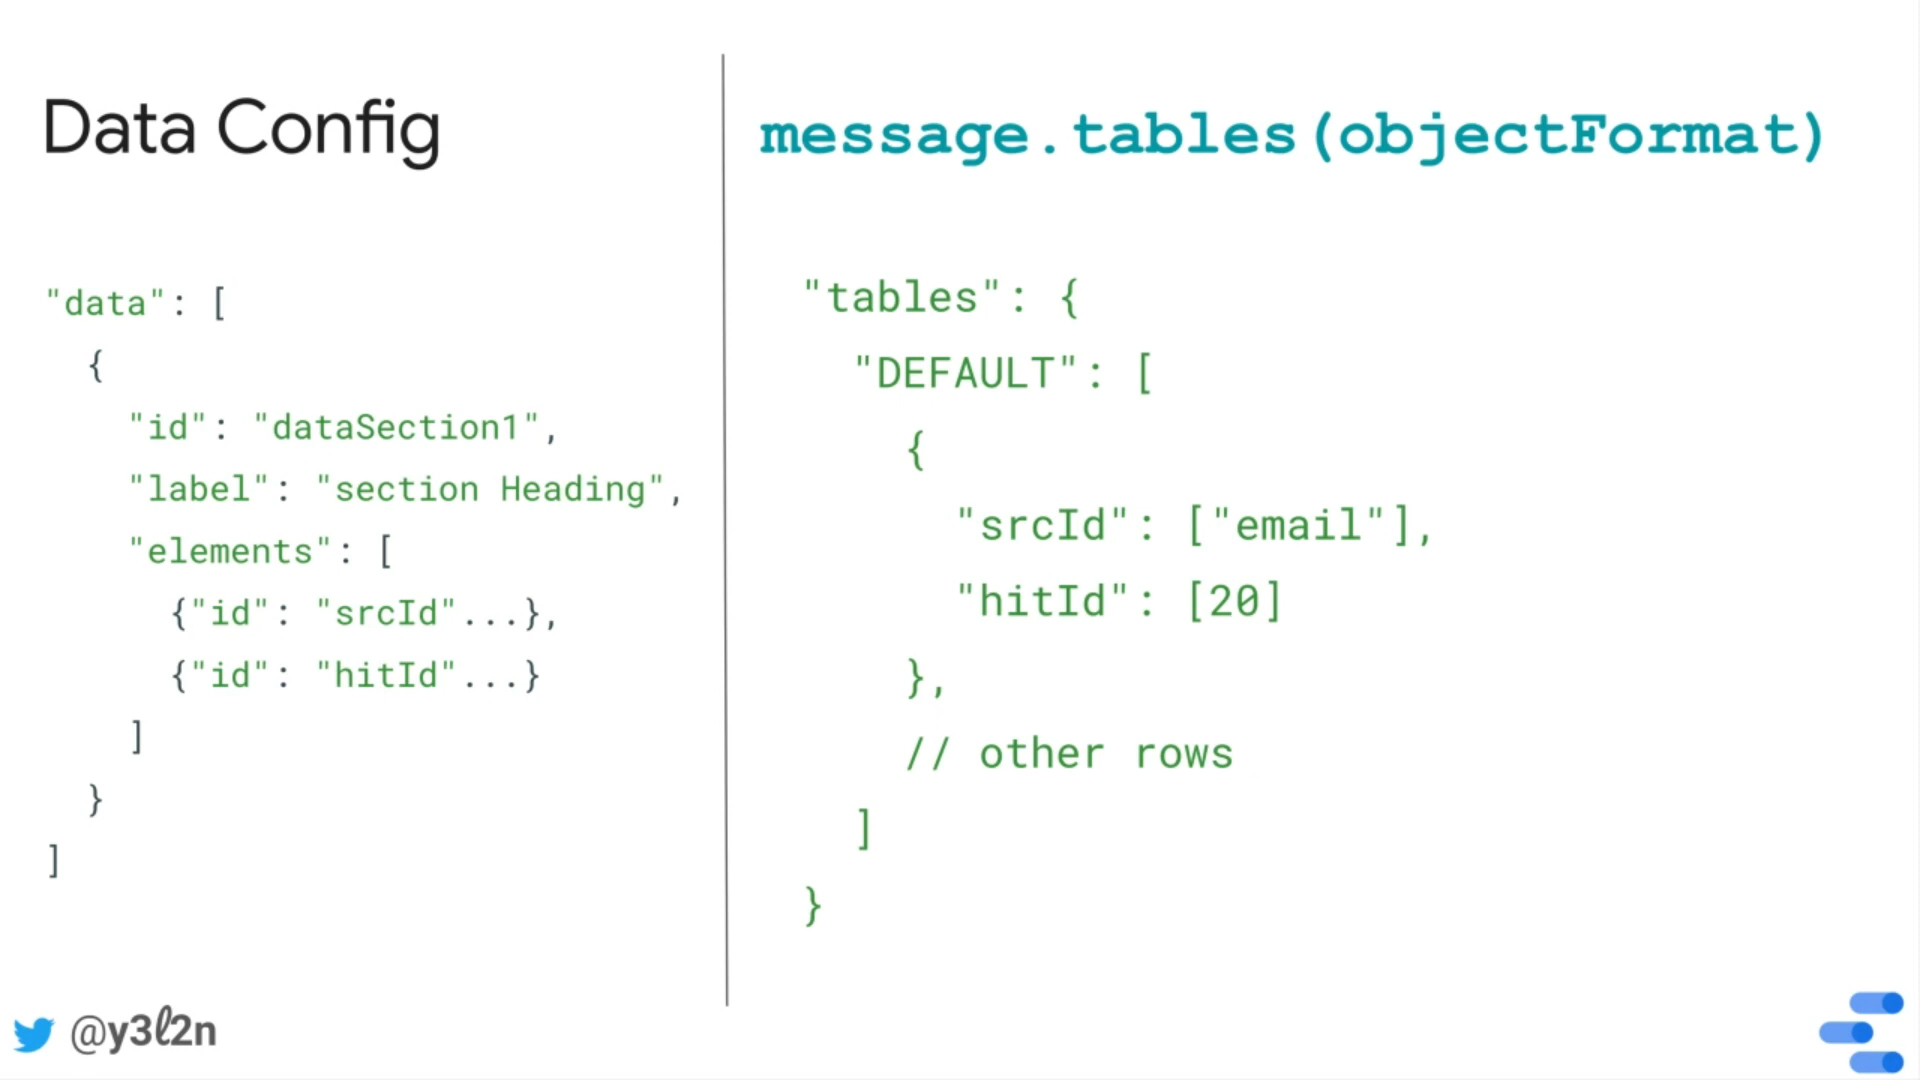 Data Config
"data": [
{
"id": "dataSection1",
"label": "section Heading",
"elements": [
{"id": "srcId"...},
{"id": "hitId"...}
]
}
]
message.tables(objectFormat)
"tables": {
"DEFAULT": [
{
"srcId": ["email"],
"hitId": [20]
},
// other rows
]
}
@y3l2n